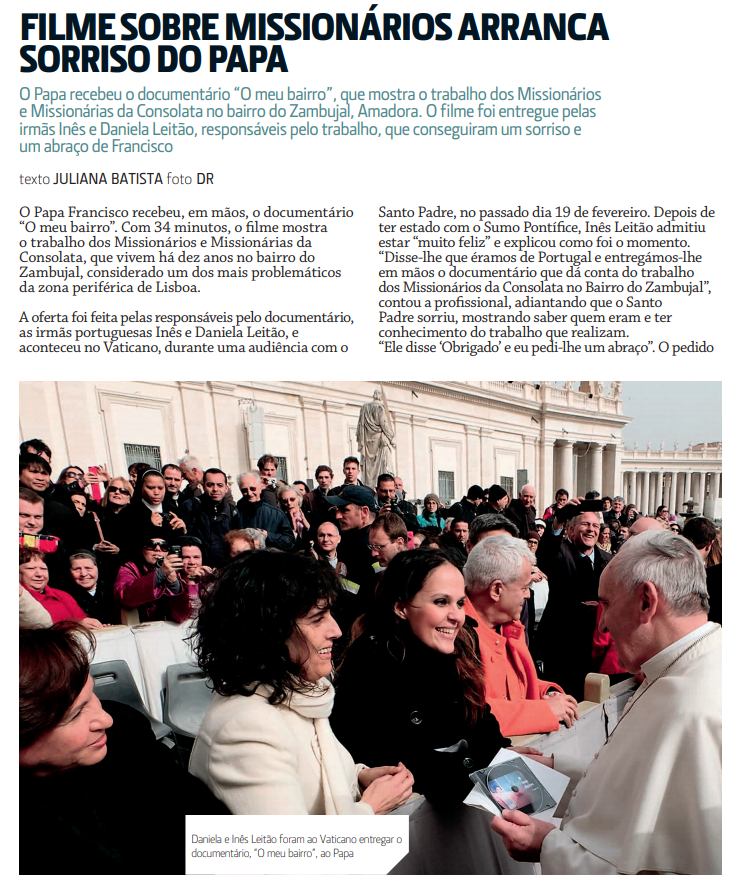 FILME SOBRE MISSIONÁRIOS ARRANCA
SORRISO DO PAPA
O Papa recebeu o documentário “O meu bairro”, que mostra o trabalho dos Missionários
e Missionárias da Consolata no bairro do Zambujal, Amadora. O filme foi entregue pelas
irmãs Inês e Daniela Leitão, responsáveis pelo trabalho, que conseguiram um sorriso e
um abraço de Francisco
texto JULIANA BATISTA foto DR
O Papa Francisco recebeu, em mãos, o documentário
“O meu bairro”. Com 34 minutos, o filme mostra
o trabalho dos Missionários e Missionárias da
Consolata, que vivem há dez anos no bairro do
Zambujal, considerado um dos mais problemáticos
da zona periférica de Lisboa.
A oferta foi feita pelas responsáveis pelo documentário,
as irmãs portuguesas Inês e Daniela Leitão, e
aconteceu no Vaticano, durante uma audiência com o
Santo Padre, no passado dia 19 de fevereiro. Depois de
ter estado com o Sumo Pontífice, Inês Leitão admitiu
estar “muito feliz” e explicou como foi o momento.
“Disse-lhe que éramos de Portugal e entregámos-lhe
em mãos o documentário que dá conta do trabalho
dos Missionários da Consolata no Bairro do Zambujal”,
contou a profissional, adiantando que o Santo
Padre sorriu, mostrando saber quem eram e ter
conhecimento do trabalho que realizam.
“Ele disse ‘Obrigado’ e eu pedi-lhe um abraço”. O pedido
Daniela e Inês Leitão foram ao Vaticano entregar o
documentário, “O meu bairro”, ao Papa